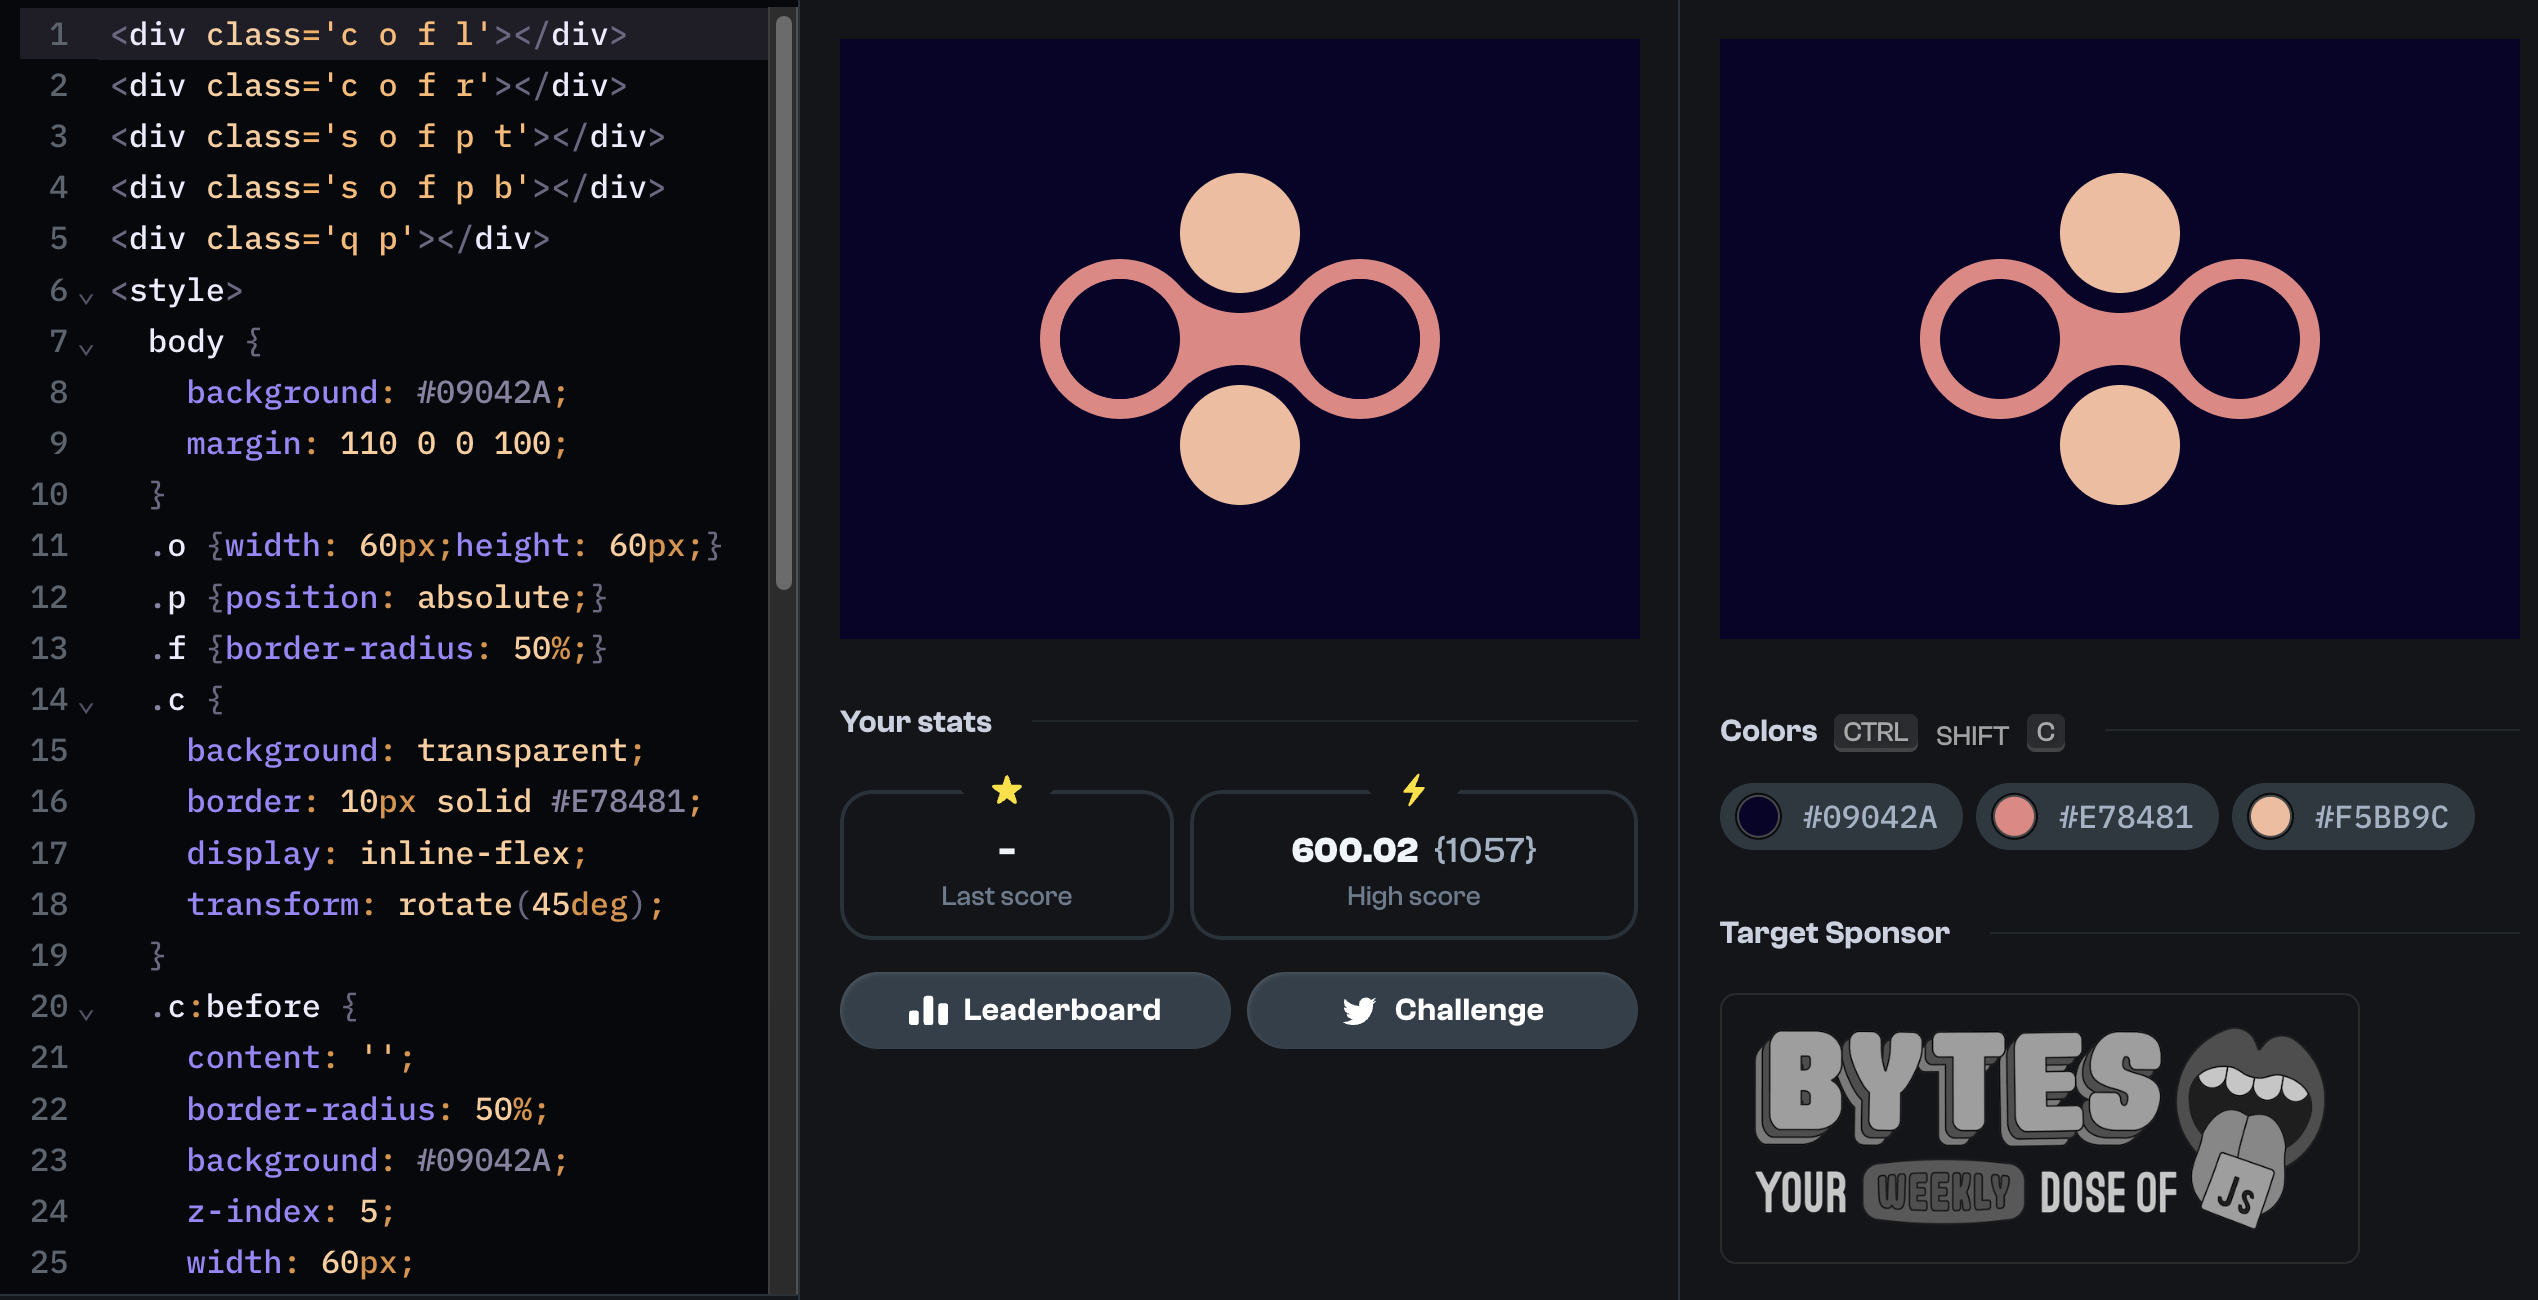 1 <div class='c o f l'></div>
2 <div class='c o f r'></div>
3 <div class='s o f p t'></div>
4 <div class='s o f p b'></div>
5 <div class='q p'></div>
6 <style>
7 body {
8 background: #09042A;
9 margin: 110 0 0 100;
10 }
11 .o {width: 60px;height: 60px;}
12 .p {position: absolute;}
13 .f {border-radius: 50%;}
14 .c {
15 background: transparent;
16 border: 10px solid #E78481;
17 display: inline-flex;
18 transform: rotate(45deg);
19 }
20 .c:before {
21 content: '';
22 border-radius: 50%;
23 background: #09042A;
24 z-index: 5;
25 width: 60px;
Your stats
-
Last score
600.02 {1057}
High score
Leaderboard
Challenge
Colors CTRL SHIFT C
#09042A #E78481 #F5BB9C
Target Sponsor
BYTES
YOUR WEEKLY DOSE OF JS